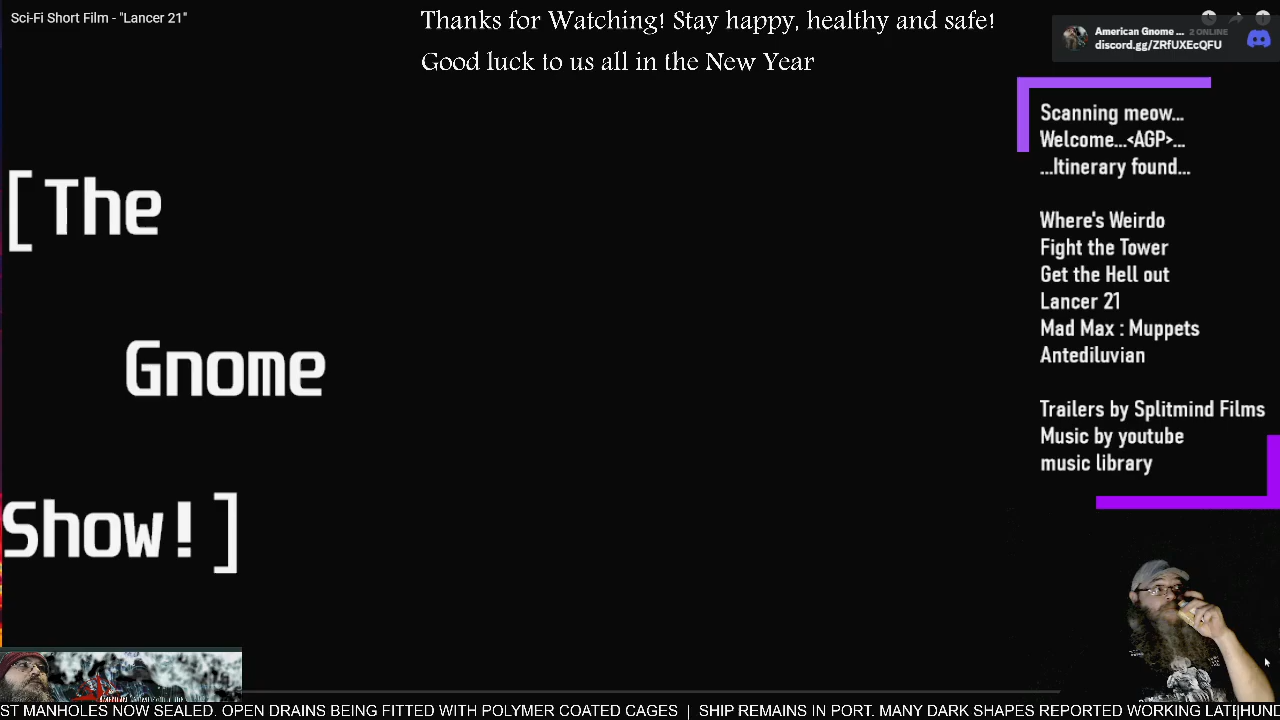 Sci-Fi Short Film - "Lancer 21"
Thanks for Watching! Stay happy, healthy and safe!
Good luck to us all in the New Year
American Gnome ... 2 ONLINE
discord.gg/ZRfUXEcQFU
Scanning meow...
Welcome...<AGP>...
...Itinerary found...
Where's Weirdo
Fight the Tower
Get the Hell out
Lancer 21
Mad Max : Muppets
Antediluvian
Trailers by Splitmind Films
Music by youtube
music library
[The
Gnome
Show!]
ST MANHOLES NOW SEALED. OPEN DRAINS BEING FITTED WITH POLYMER COATED CAGES | SHIP REMAINS IN PORT. MANY DARK SHAPES REPORTED WORKING LAT